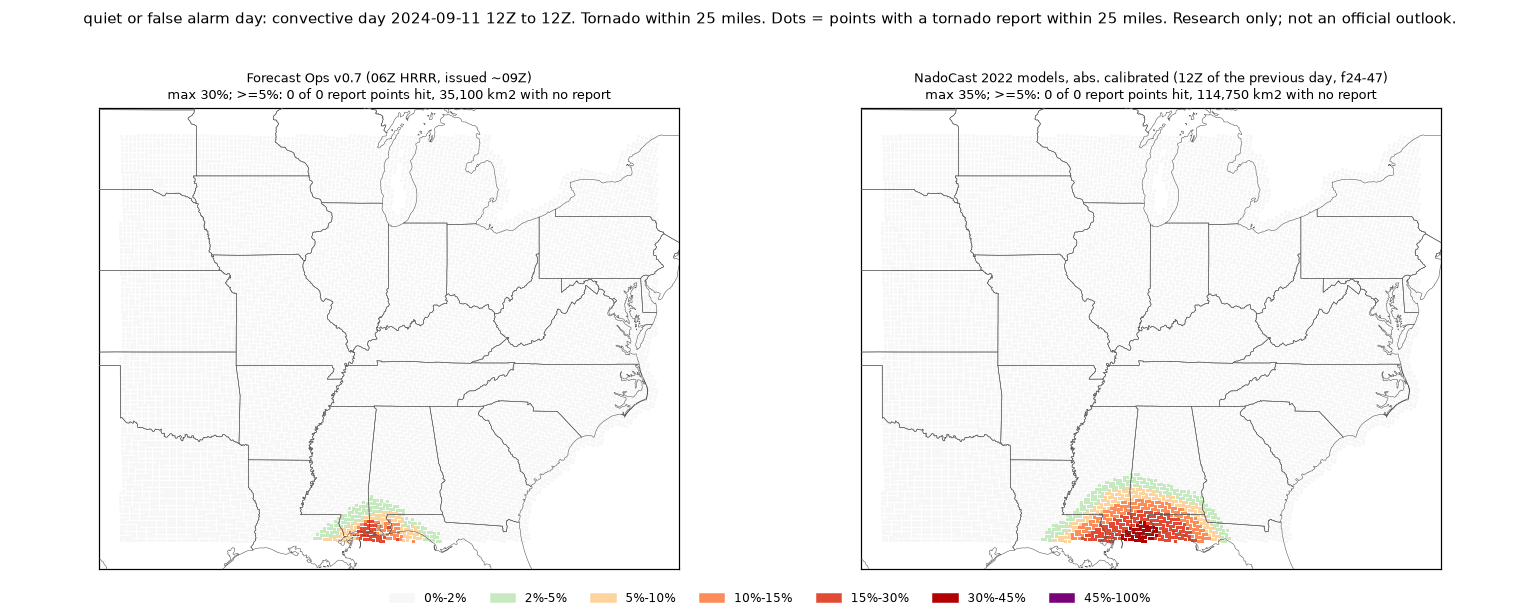 quiet or false alarm day: convective day 2024-09-11 12Z to 12Z. Tornado within 25 miles. Dots = points with a tornado report within 25 miles. Research only; not an official outlook.
Forecast Ops v0.7 (06Z HRRR, issued ~09Z)
max 30%; >=5%: 0 of 0 report points hit, 35,100 km2 with no report
NadoCast 2022 models, abs. calibrated (12Z of the previous day, f24-47)
max 35%; >=5%: 0 of 0 report points hit, 114,750 km2 with no report
0%-2%
2%-5%
5%-10%
10%-15%
15%-30%
30%-45%
45%-100%